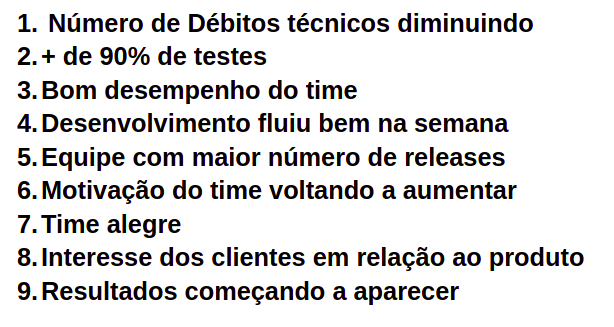 1. Número de Débitos técnicos diminuindo
2. + de 90% de testes
3. Bom desempenho do time
4. Desenvolvimento fluiu bem na semana
5. Equipe com maior número de releases
6. Motivação do time voltando a aumentar
7. Time alegre
8. Interesse dos clientes em relação ao produto
9. Resultados começando a aparecer